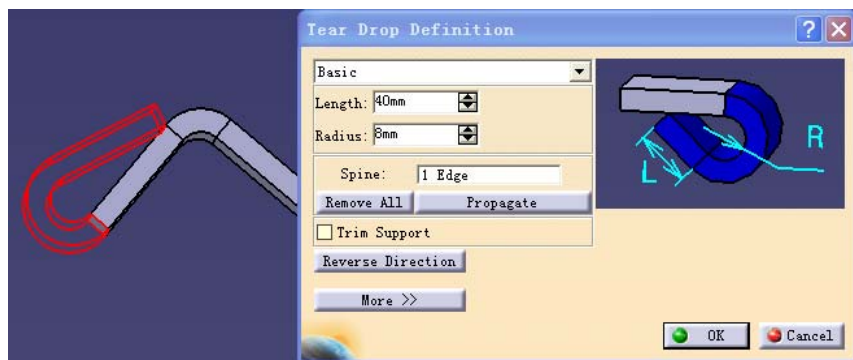 Tear Drop Definition
Basic
Length: 40mm
Radius: 8mm
Spine: 1 Edge
Remove All Propagate
Trim Support
Reverse Direction
More >>
L R
OK Cancel